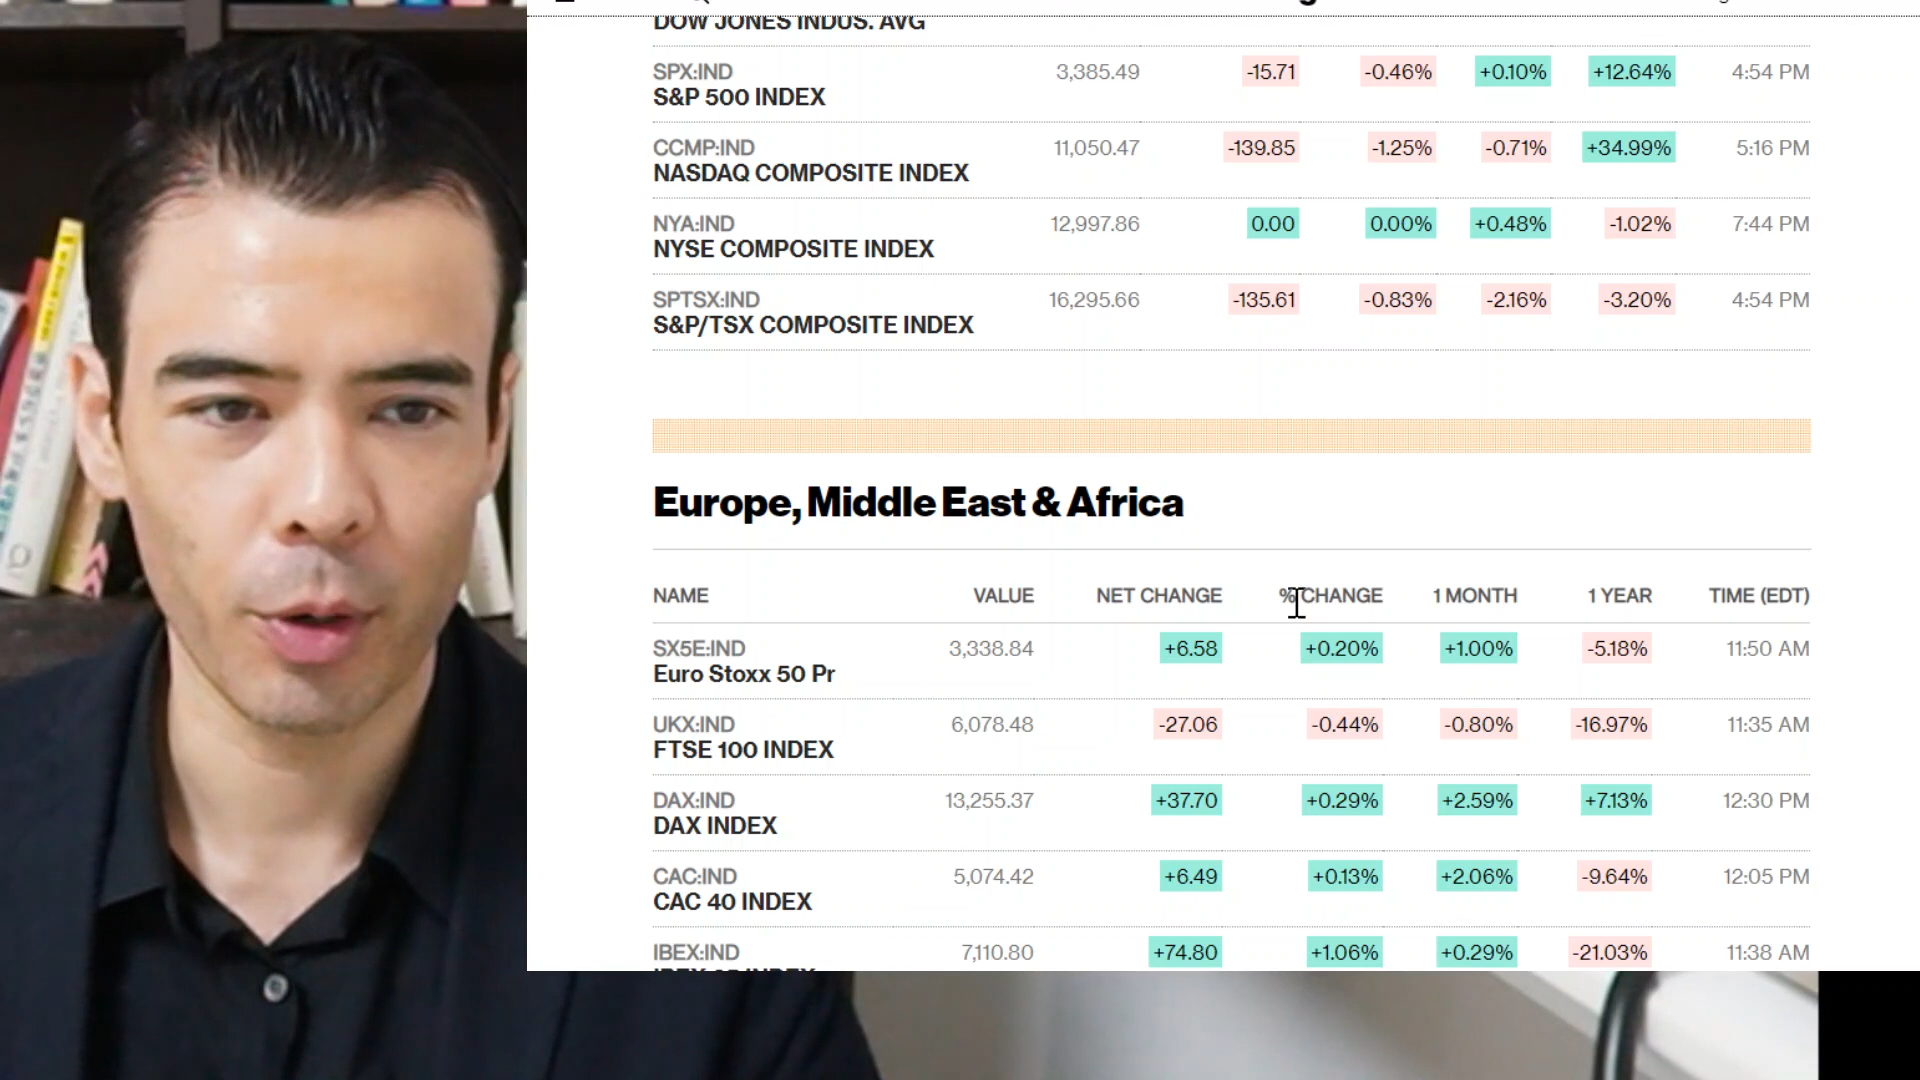 DOW JONES INDUS. AVG
SPX:IND 3,385.49 -15.71 -0.46% +0.10% +12.64% 4:54 PM
S&P 500 INDEX
CCMP:IND 11,050.47 -139.85 -1.25% -0.71% +34.99% 5:16 PM
NASDAQ COMPOSITE INDEX
NYA:IND 12,997.86 0.00 0.00% +0.48% -1.02% 7:44 PM
NYSE COMPOSITE INDEX
SPTSX:IND 16,295.66 -135.61 -0.83% -2.16% -3.20% 4:54 PM
S&P/TSX COMPOSITE INDEX
Europe, Middle East & Africa
NAME VALUE NET CHANGE % CHANGE 1 MONTH 1 YEAR TIME (EDT)
SX5E:IND 3,338.84 +6.58 +0.20% +1.00% -5.18% 11:50 AM
Euro Stoxx 50 Pr
UKX:IND 6,078.48 -27.06 -0.44% -0.80% -16.97% 11:35 AM
FTSE 100 INDEX
DAX:IND 13,255.37 +37.70 +0.29% +2.59% +7.13% 12:30 PM
DAX INDEX
CAC:IND 5,074.42 +6.49 +0.13% +2.06% -9.64% 12:05 PM
CAC 40 INDEX
IBEX:IND 7,110.80 +74.80 +1.06% +0.29% -21.03% 11:38 AM